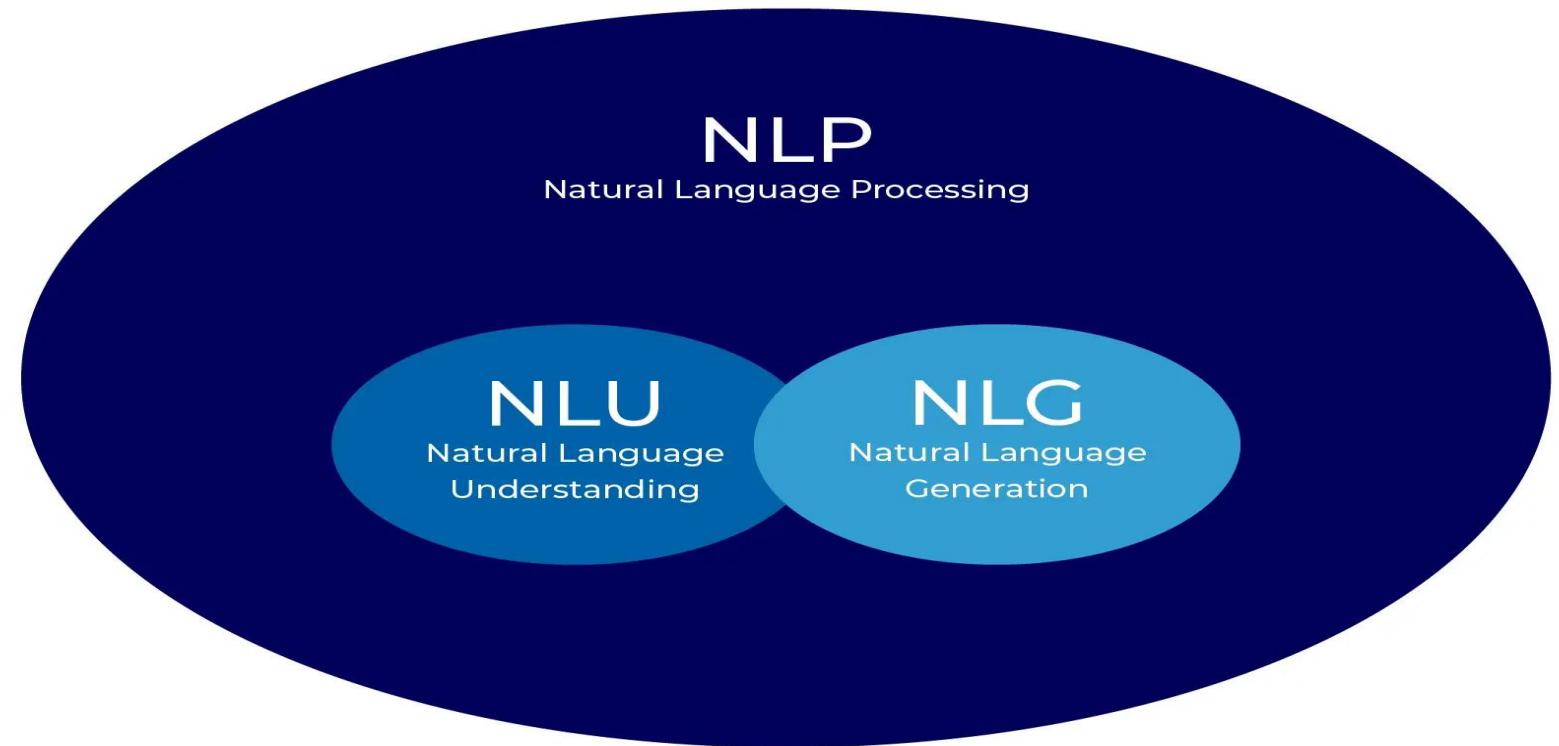 NLP
Natural Language Processing
NLU
Natural Language
Understanding
NLG
Natural Language
Generation